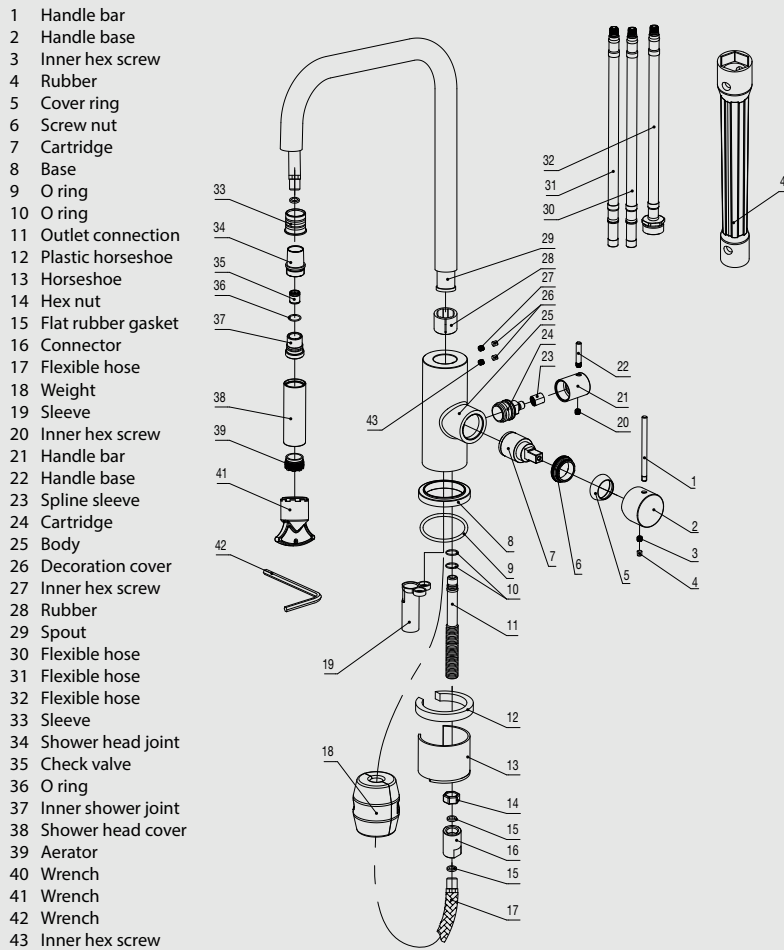 1 Handle bar
2 Handle base
3 Inner hex screw
4 Rubber
5 Cover ring
6 Screw nut
7 Cartridge
8 Base
9 O ring
10 O ring
11 Outlet connection
12 Plastic horseshoe
13 Horseshoe
14 Hex nut
15 Flat rubber gasket
16 Connector
17 Flexible hose
18 Weight
19 Sleeve
20 Inner hex screw
21 Handle bar
22 Handle base
23 Spline sleeve
24 Cartridge
25 Body
26 Decoration cover
27 Inner hex screw
28 Rubber
29 Spout
30 Flexible hose
31 Flexible hose
32 Flexible hose
33 Sleeve
34 Shower head joint
35 Check valve
36 O ring
37 Inner shower joint
38 Shower head cover
39 Aerator
40 Wrench
41 Wrench
42 Wrench
43 Inner hex screw
33
34
35
36
37
38
39
41
42
32
31
30
4
29
28
27
26
25
24
23
43
22
21
20
1
2
3
4
5
6
7
8
9
10
11
19
12
13
18
14
15
16
15
17